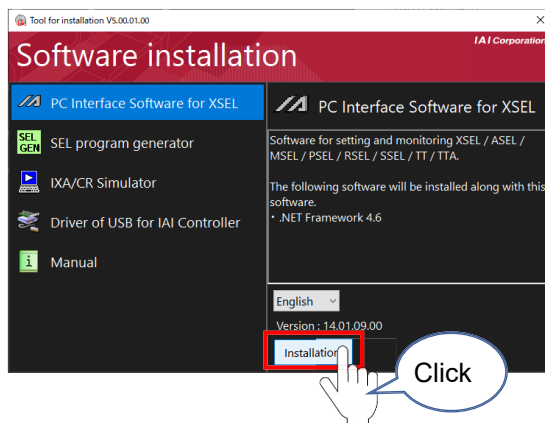 Tool for installation V5.00.01.00
Software installation
IAI Corporation
PC Interface Software for XSEL
SEL GEN
SEL program generator
IXA/CR Simulator
Driver of USB for IAI Controller
i
Manual
PC Interface Software for XSEL
Software for setting and monitoring XSEL / ASEL /
MSEL / PSEL / RSEL / SSEL / TT / TTA.
The following software will be installed along with this
software.
・.NET Framework 4.6
English
Version : 14.01.09.00
Installation
Click